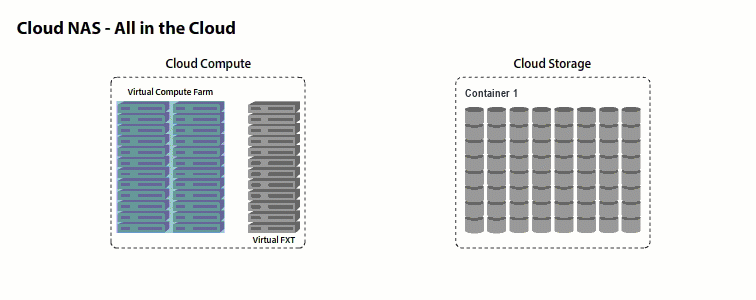 Cloud NAS - All in the Cloud
Cloud Compute
Cloud Storage
Virtual Compute Farm
Container 1
Virtual FXT